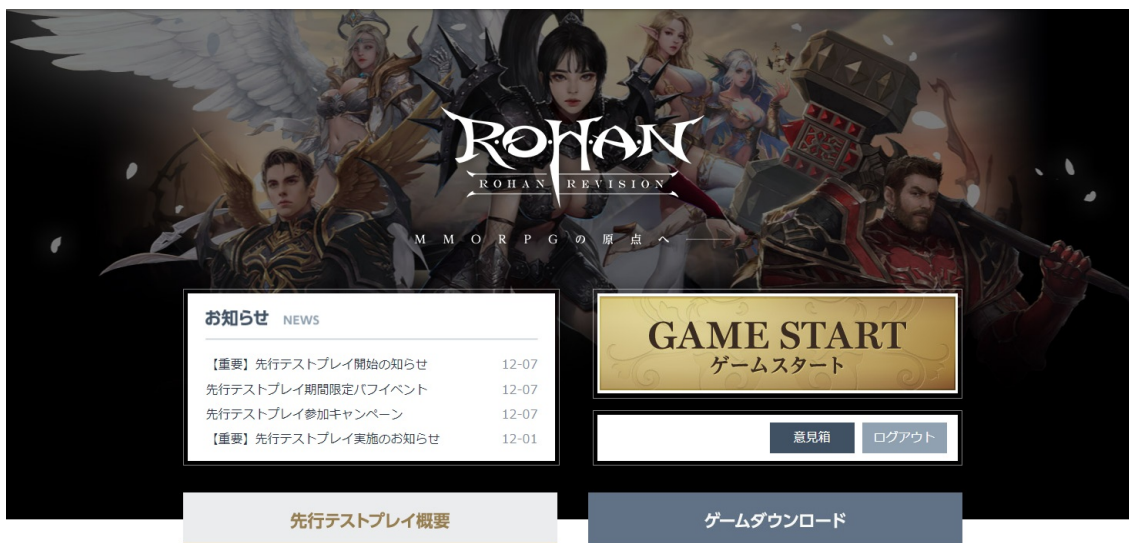 R·O·H·A·N
ROHAN REVISION
MMORPGの原点へ
お知らせ NEWS
【重要】先行テストプレイ開始の知らせ 12-07
先行テストプレイ期間限定バフイベント 12-07
先行テストプレイ参加キャンペーン 12-07
【重要】先行テストプレイ実施のお知らせ 12-01
GAME START
ゲームスタート
意見箱 ログアウト
先行テストプレイ概要
ゲームダウンロード